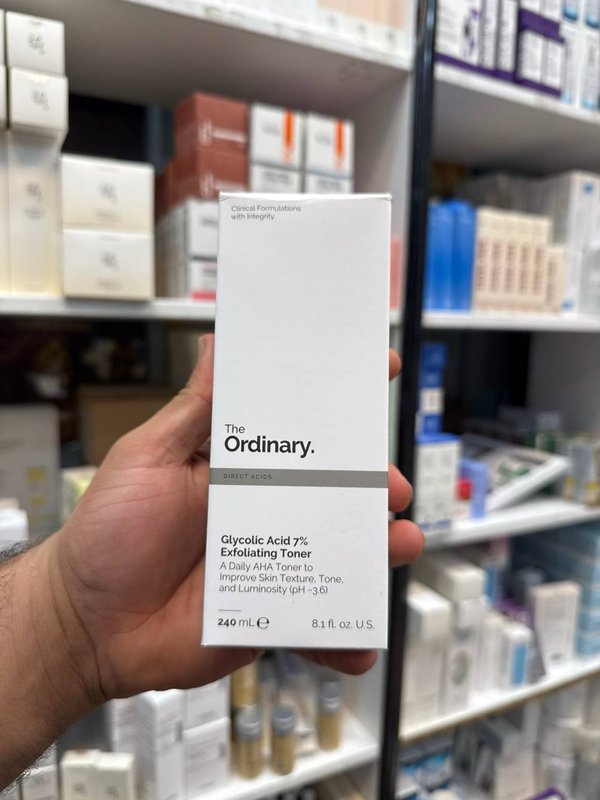 Clinical Formulations
with Integrity.
The
Ordinary.
DIRECT ACIDS
Glycolic Acid 7%
Exfoliating Toner
A Daily AHA Toner to
Improve Skin Texture, Tone,
and Luminosity (pH ~3.6)
240 mL ℮ 8.1 fl. oz. U.S.